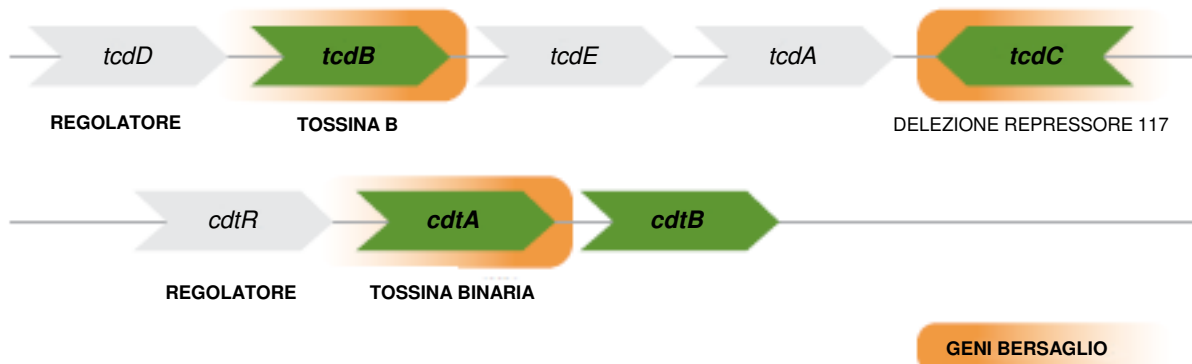 tcdD tcdB tcdE tcdA tcdC
REGOLATORE TOSSINA B DELEZIONE REPRESSORE 117
cdtR cdtA cdtB
REGOLATORE TOSSINA BINARIA
GENI BERSAGLIO